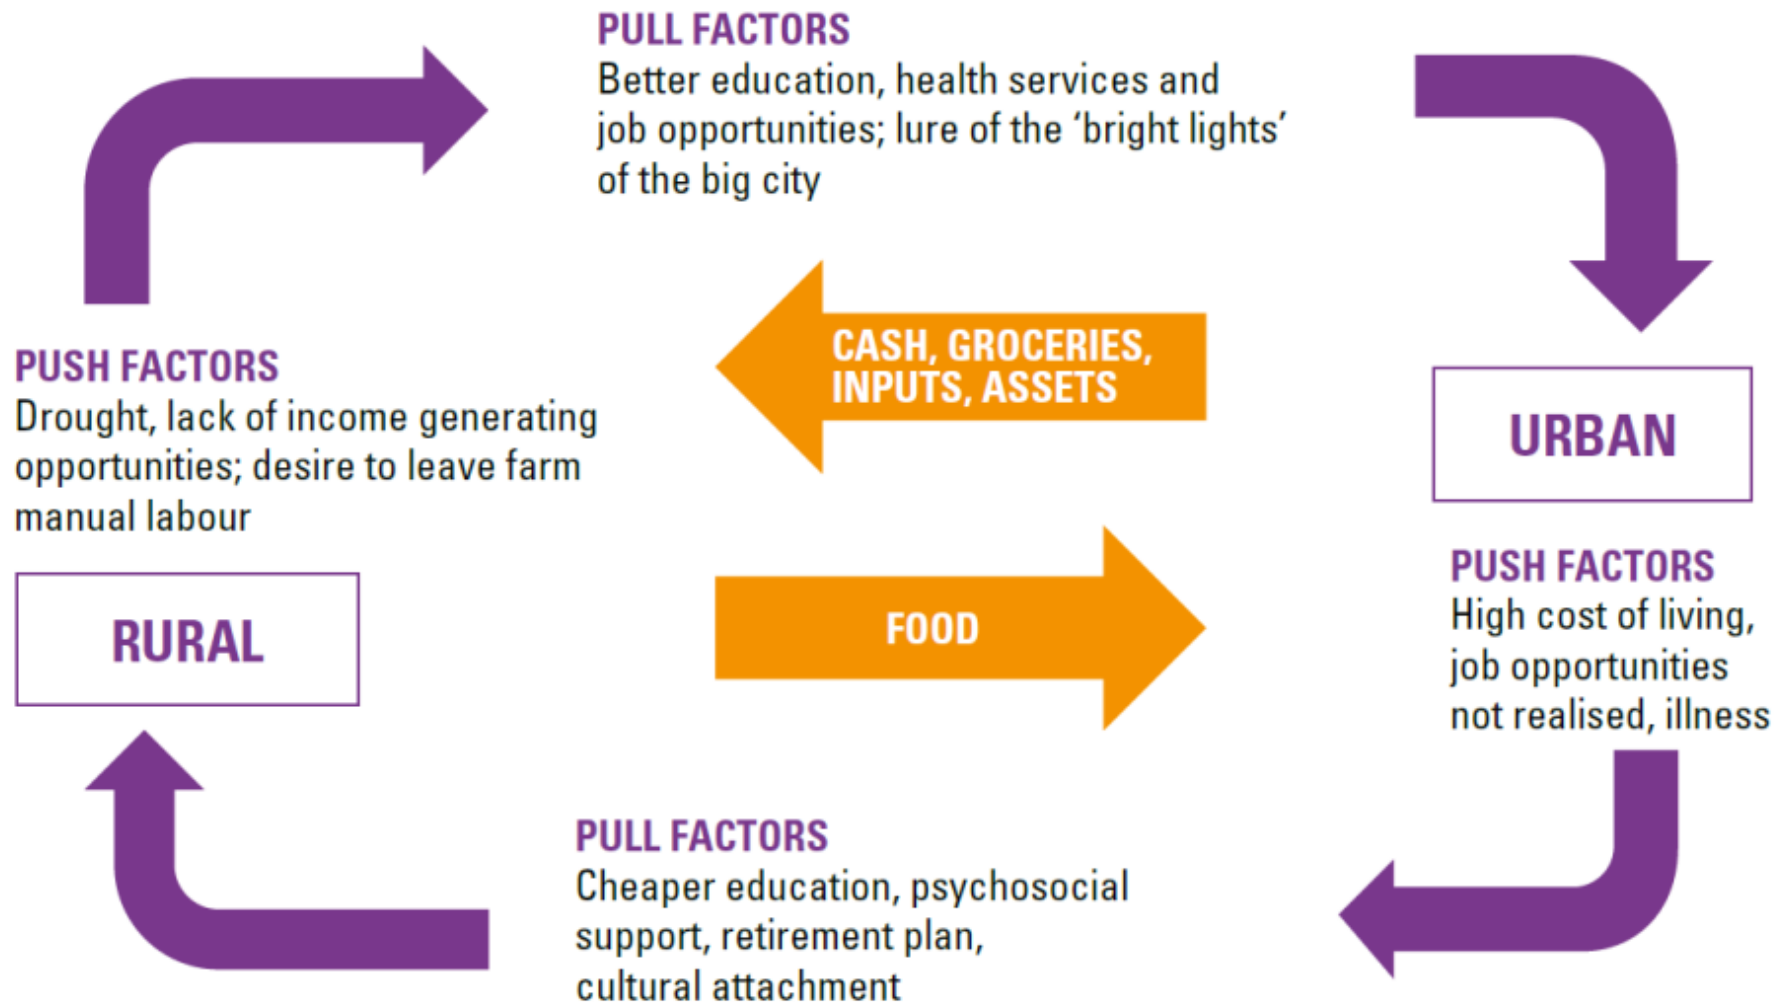 PULL FACTORS
Better education, health services and
job opportunities; lure of the ‘bright lights’
of the big city
CASH, GROCERIES,
INPUTS, ASSETS
PUSH FACTORS
Drought, lack of income generating
opportunities; desire to leave farm
manual labour
URBAN
RURAL
FOOD
PUSH FACTORS
High cost of living,
job opportunities
not realised, illness
PULL FACTORS
Cheaper education, psychosocial
support, retirement plan,
cultural attachment